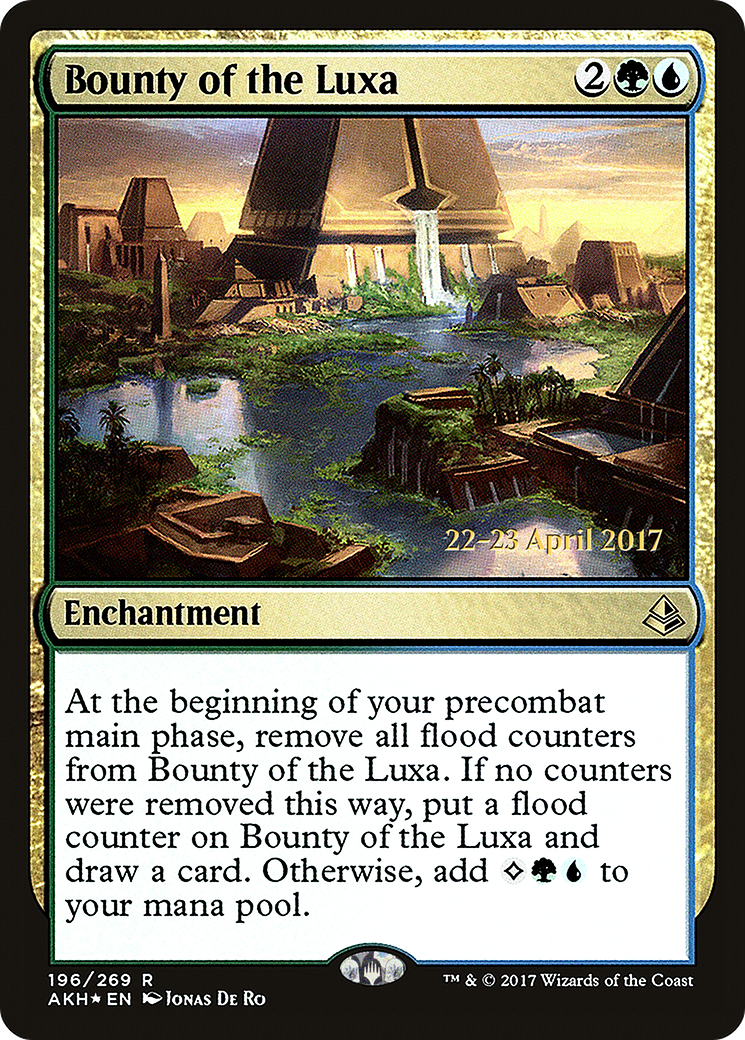 Bounty of the Luxa 2
22-23 April 2017
Enchantment
At the beginning of your precombat
main phase, remove all flood counters
from Bounty of the Luxa. If no counters
were removed this way, put a flood
counter on Bounty of the Luxa and
draw a card. Otherwise, add to
your mana pool.
196/269 R ™ & © 2017 Wizards of the Coast
AKH★EN Jonas De Ro